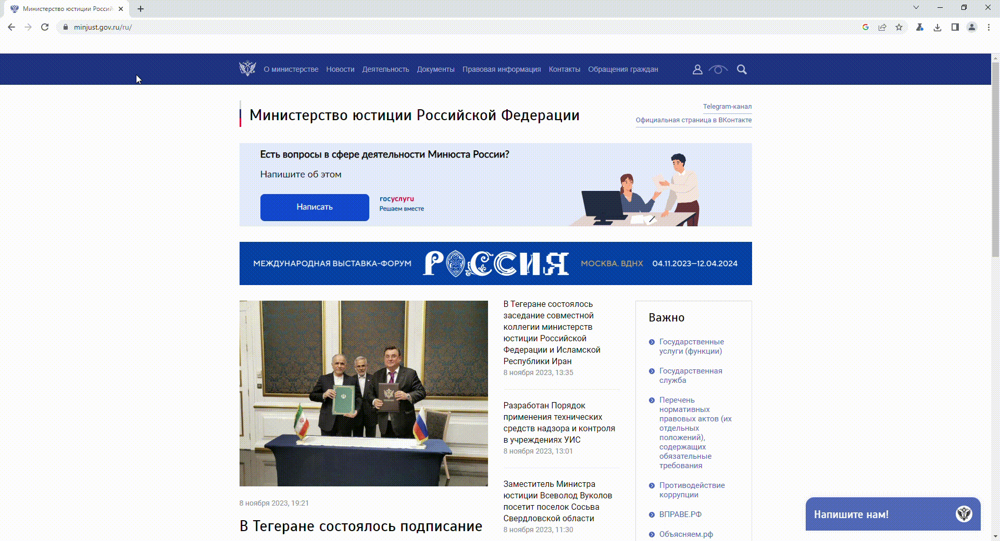 Министерство юстиции Россий
minjust.gov.ru/ru/
О министерстве Новости Деятельность Документы Правовая информация Контакты Обращения граждан
Министерство юстиции Российской Федерации
Telegram-канал
Официальная страница в ВКонтакте
Есть вопросы в сфере деятельности Минюста России?
Напишите об этом
Написать
госуслуги
Решаем вместе
МЕЖДУНАРОДНАЯ ВЫСТАВКА-ФОРУМ РОССИЯ МОСКВА. ВДНХ 04.11.2023—12.04.2024
8 ноября 2023, 19:21
В Тегеране состоялось подписание
В Тегеране состоялось
заседание совместной
коллегии министерств
юстиции Российской
Федерации и Исламской
Республики Иран
8 ноября 2023, 13:35
Разработан Порядок
применения технических
средств надзора и контроля
в учреждениях УИС
8 ноября 2023, 13:01
Заместитель Министра
юстиции Всеволод Вуколов
посетит поселок Сосьва
Свердловской области
8 ноября 2023, 11:30
Важно
Государственные
услуги (функции)
Государственная
служба
Перечень
нормативных
правовых актов (их
отдельных
положений),
содержащих
обязательные
требования
Противодействие
коррупции
ВПРАВЕ.РФ
Объясняем.рф
Напишите нам!